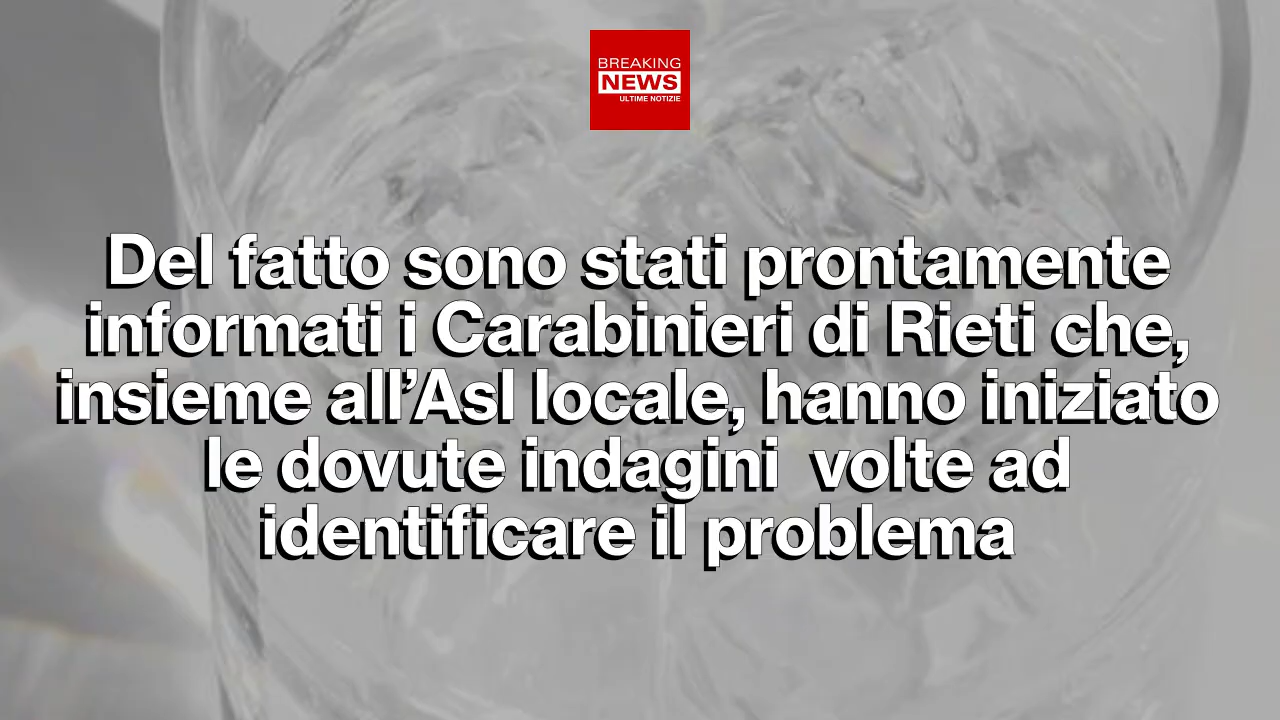 BREAKING
NEWS
ULTIME NOTIZIE
Del fatto sono stati prontamente
informati i Carabinieri di Rieti che,
insieme all’Asl locale, hanno iniziato
le dovute indagini  volte ad
identificare il problema